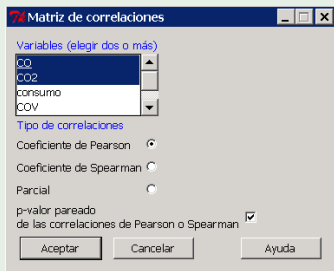 Matriz de correlaciones
Variables (elegir dos o más)
CO
CO2
consumo
COV
Tipo de correlaciones
Coeficiente de Pearson
Coeficiente de Spearman
Parcial
p-valor pareado
de las correlaciones de Pearson o Spearman
Aceptar Cancelar Ayuda